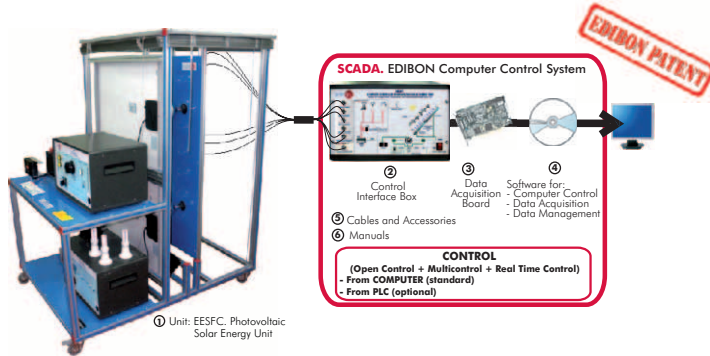 EDIBON PATENT
SCADA. EDIBON Computer Control System
② Control
Interface Box
③ Data
Acquisition
Board
④ Software for:
- Computer Control
- Data Acquisition
- Data Management
⑤ Cables and Accessories
⑥ Manuals
CONTROL
(Open Control + Multicontrol + Real Time Control)
- From COMPUTER (standard)
- From PLC (optional)
① Unit: EESFC. Photovoltaic
Solar Energy Unit